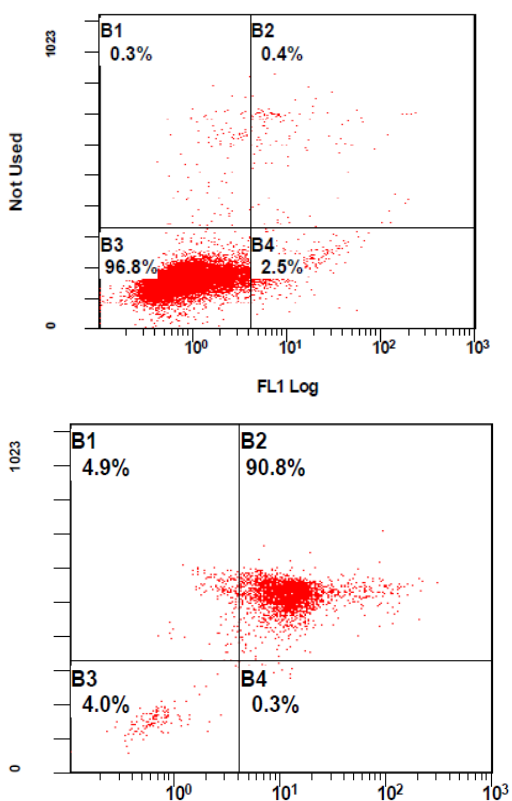 B1 B2
0.3% 0.4%
1023
Not Used
B3 B4
96.8% 2.5%
0
10⁰ 10¹ 10² 10³
FL1 Log
B1 B2
4.9% 90.8%
1023
B3 B4
4.0% 0.3%
0
10⁰ 10¹ 10² 10³